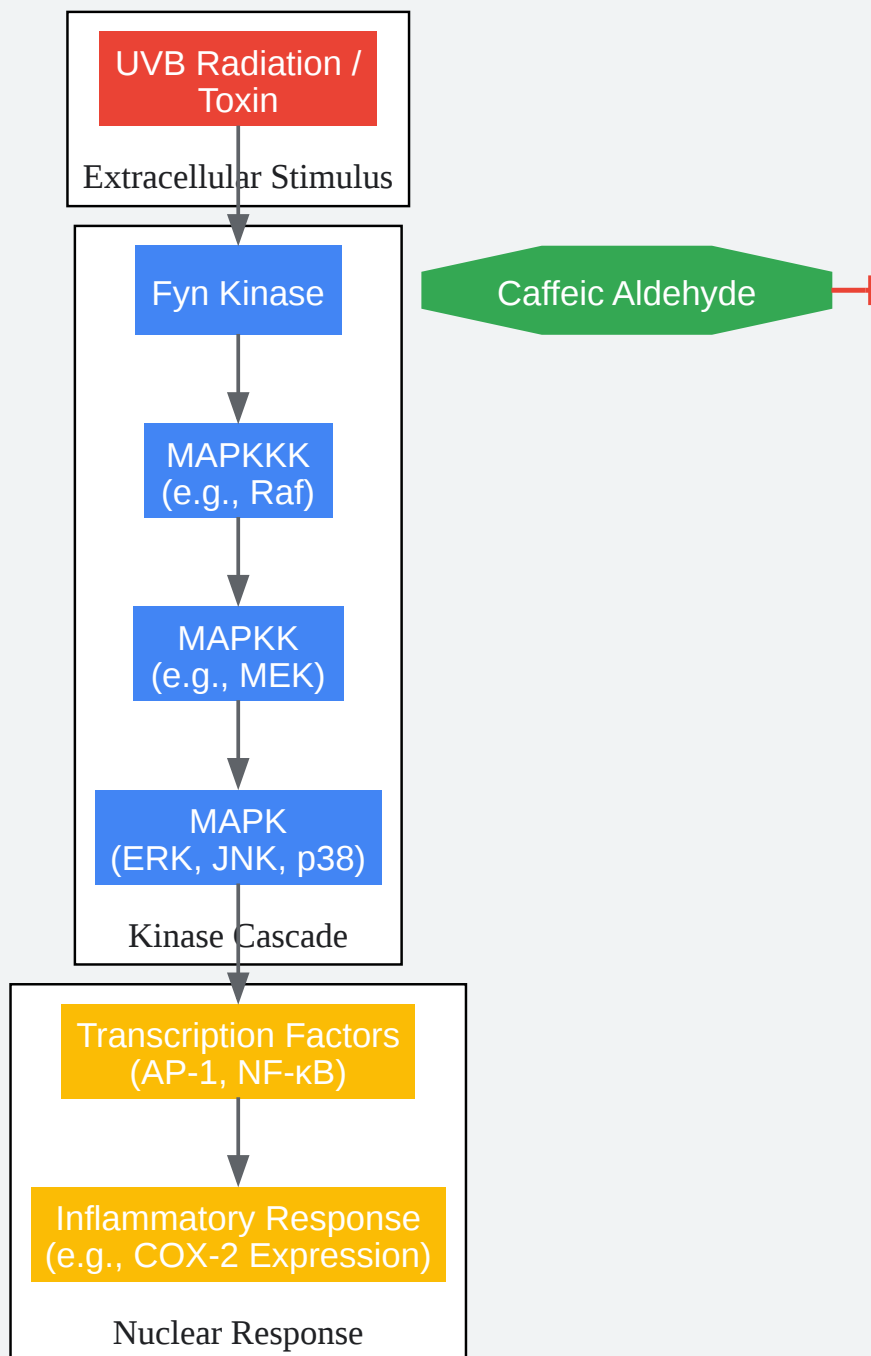 UVB Radiation /
Toxin
Extracellular Stimulus
Fyn Kinase
Caffeic Aldehyde
MAPKKK
(e.g., Raf)
MAPKK
(e.g., MEK)
MAPK
(ERK, JNK, p38)
Kinase Cascade
Transcription Factors
(AP-1, NF-κB)
Inflammatory Response
(e.g., COX-2 Expression)
Nuclear Response